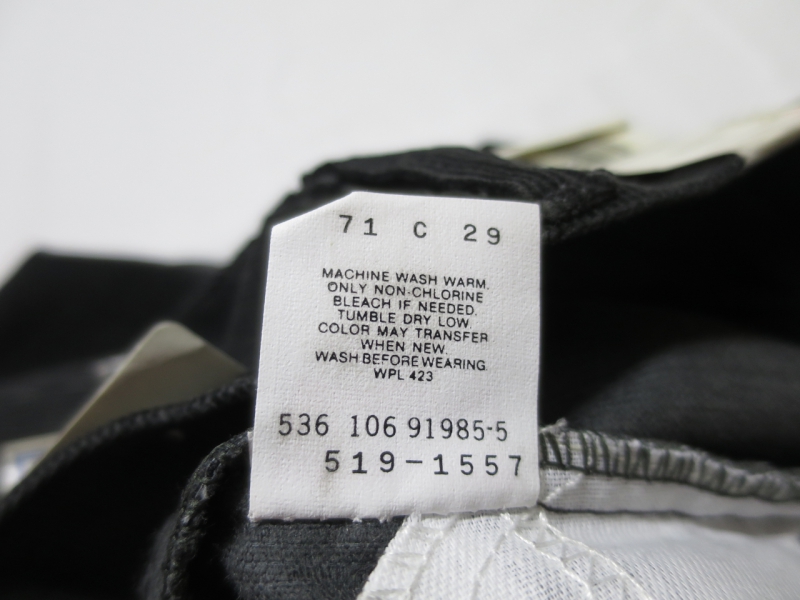 71 C 29
MACHINE WASH WARM.
ONLY NON-CHLORINE
BLEACH IF NEEDED.
TUMBLE DRY LOW.
COLOR MAY TRANSFER
WHEN NEW.
WASH BEFORE WEARING.
WPL 423
536 106 91985-5
519-1557